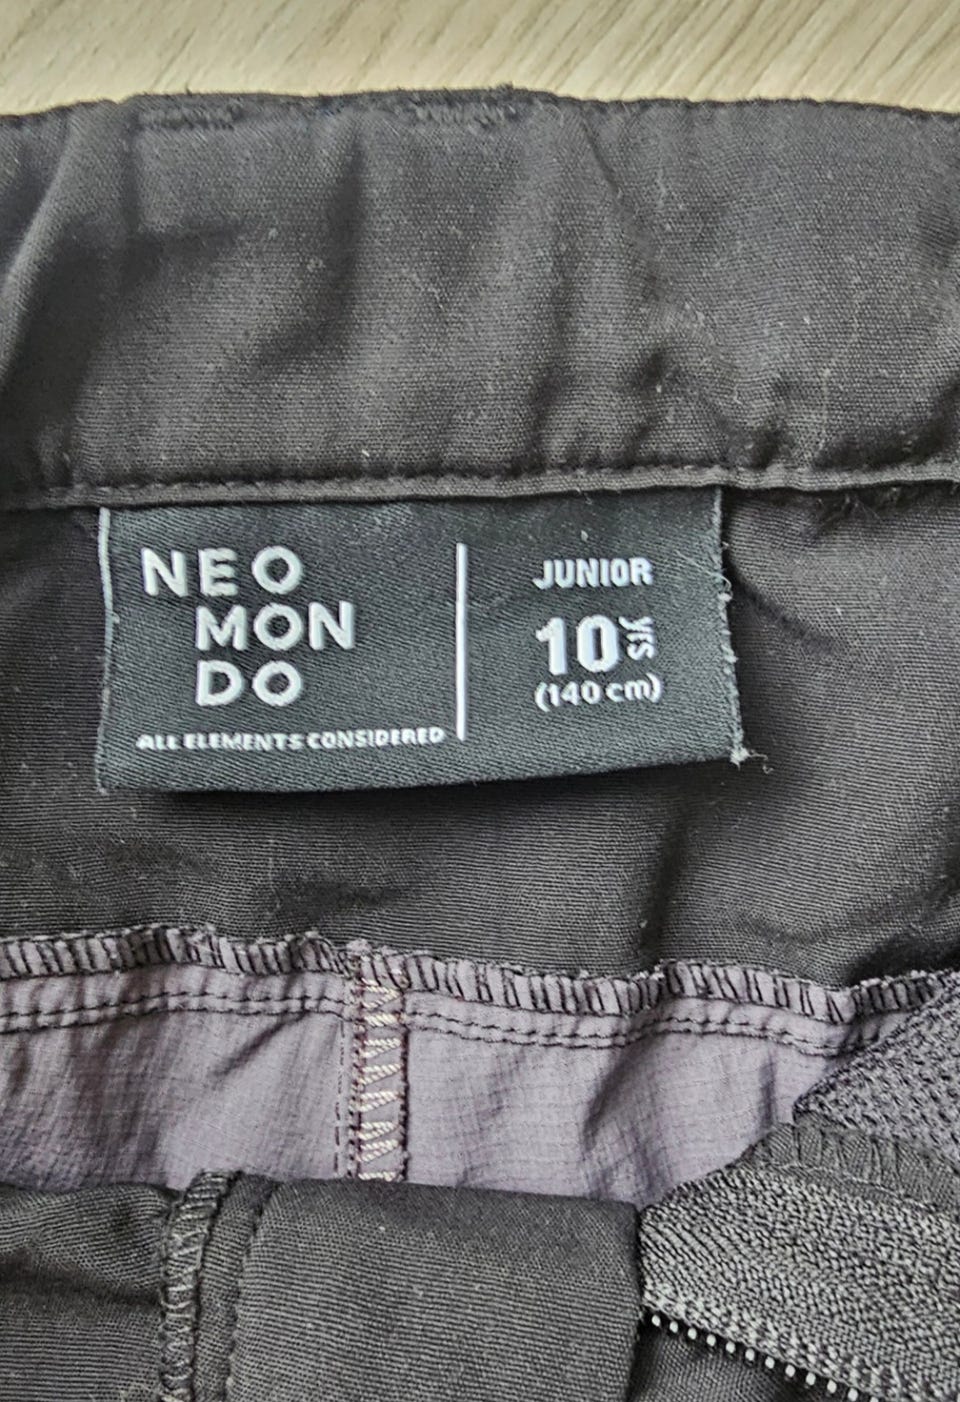 NEO
MON
DO
ALL ELEMENTS CONSIDERED
JUNIOR
10 yrs
(140 cm)